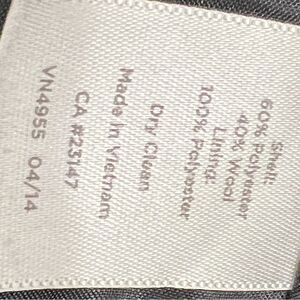 Shell:
60% Polyester
40% Wool
Lining:
100% Polyester
Dry Clean
Made in Vietnam
CA #23147
VN4955 04/14